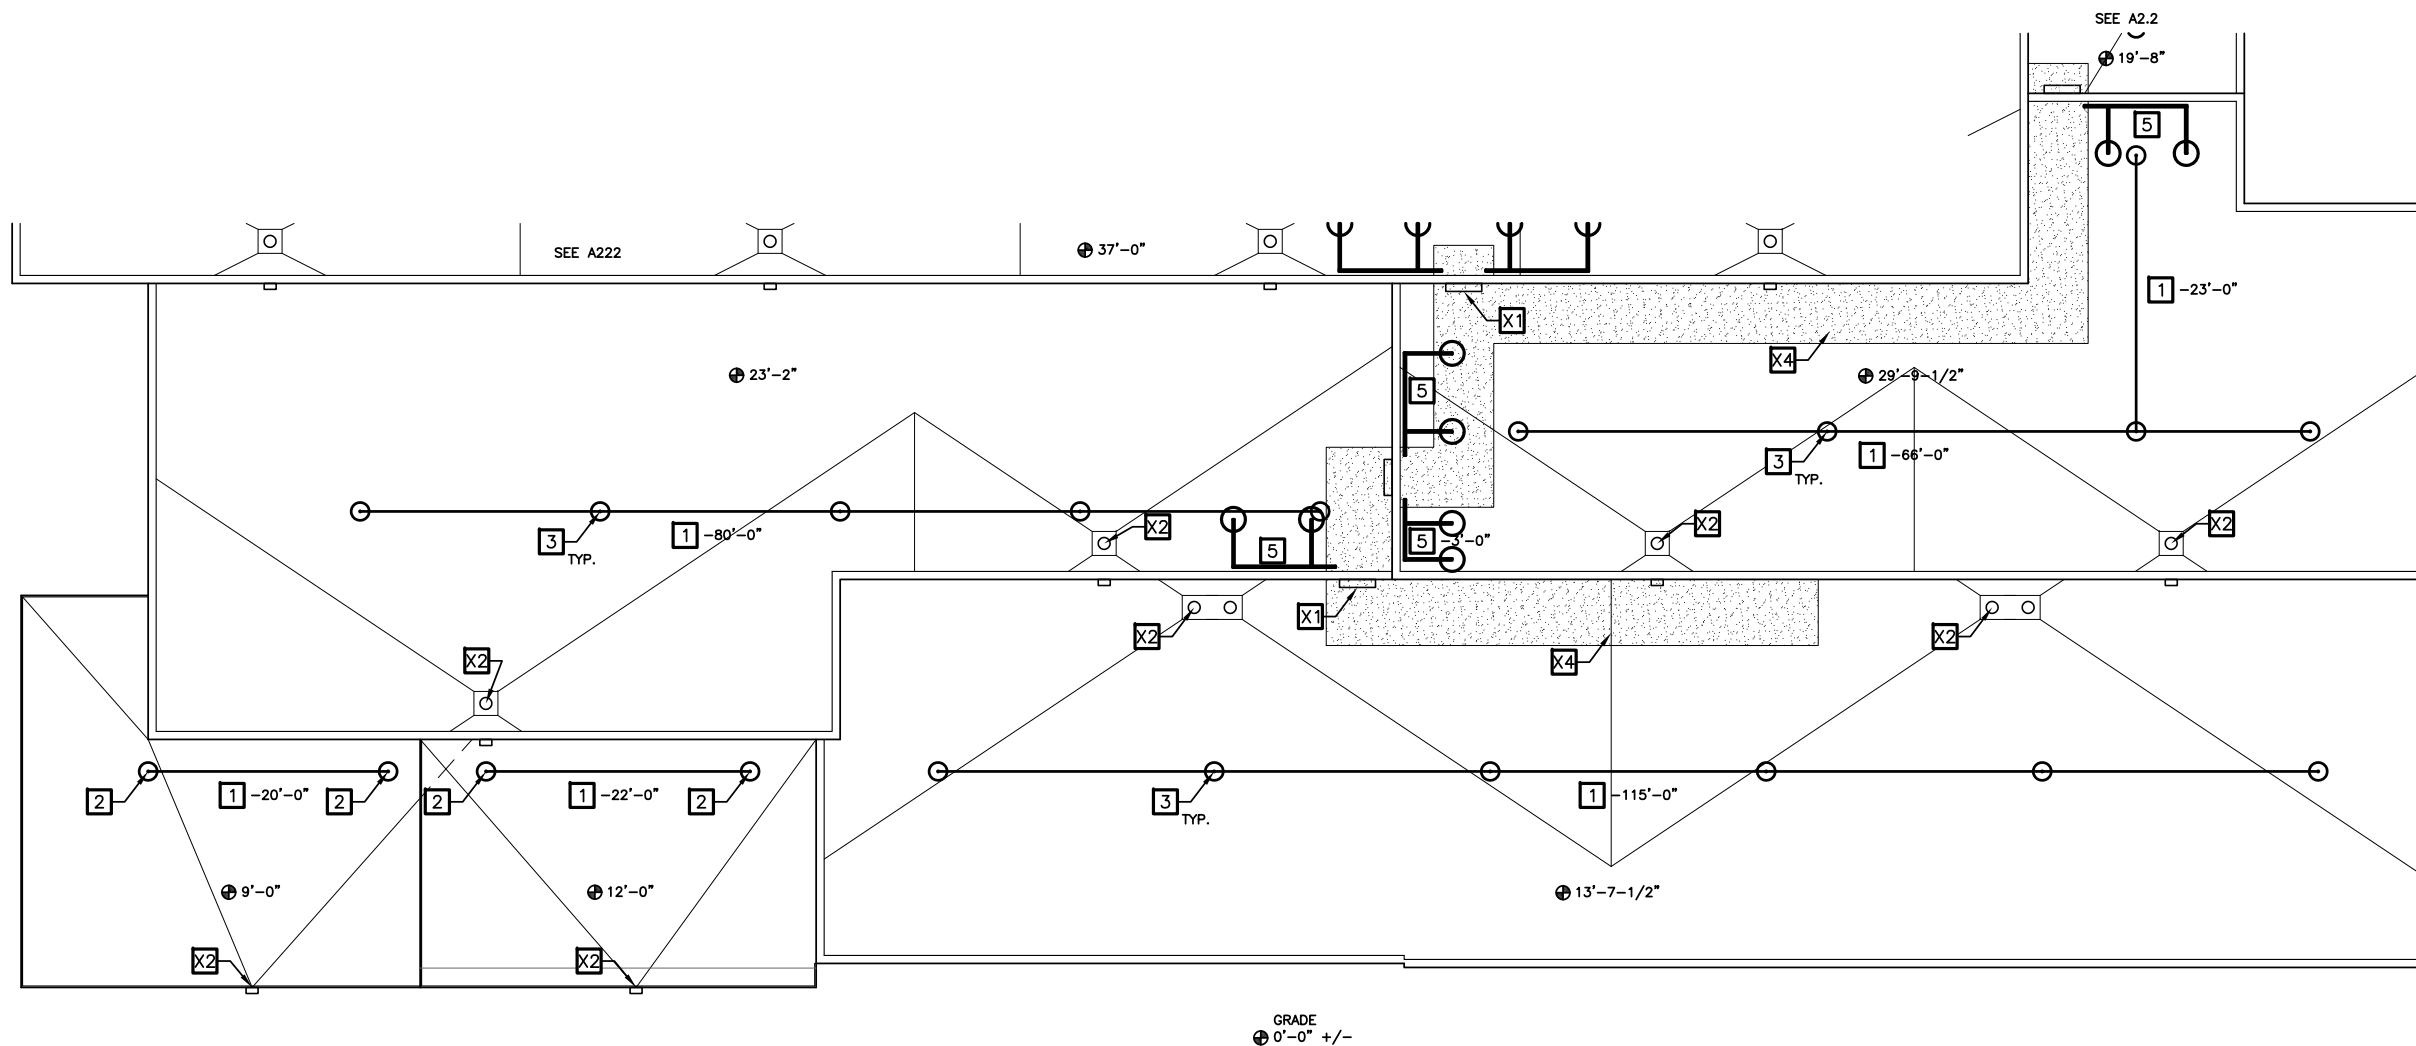 SEE A2.2
19'-8"
5
SEE A222
37'-0"
1 -23'-0"
X1
X4
23'-2"
29'-9-1/2"
5
3
TYP.
1 -66'-0"
X2
X2
X2
3
TYP.
1 -80'-0"
5
5 -3'-0"
X1
X2
X2
X4
X2
2
1 -20'-0"
2
2
1 -22'-0"
2
3
TYP.
1 -115'-0"
9'-0"
12'-0"
13'-7-1/2"
X2
X2
GRADE
0'-0" +/-